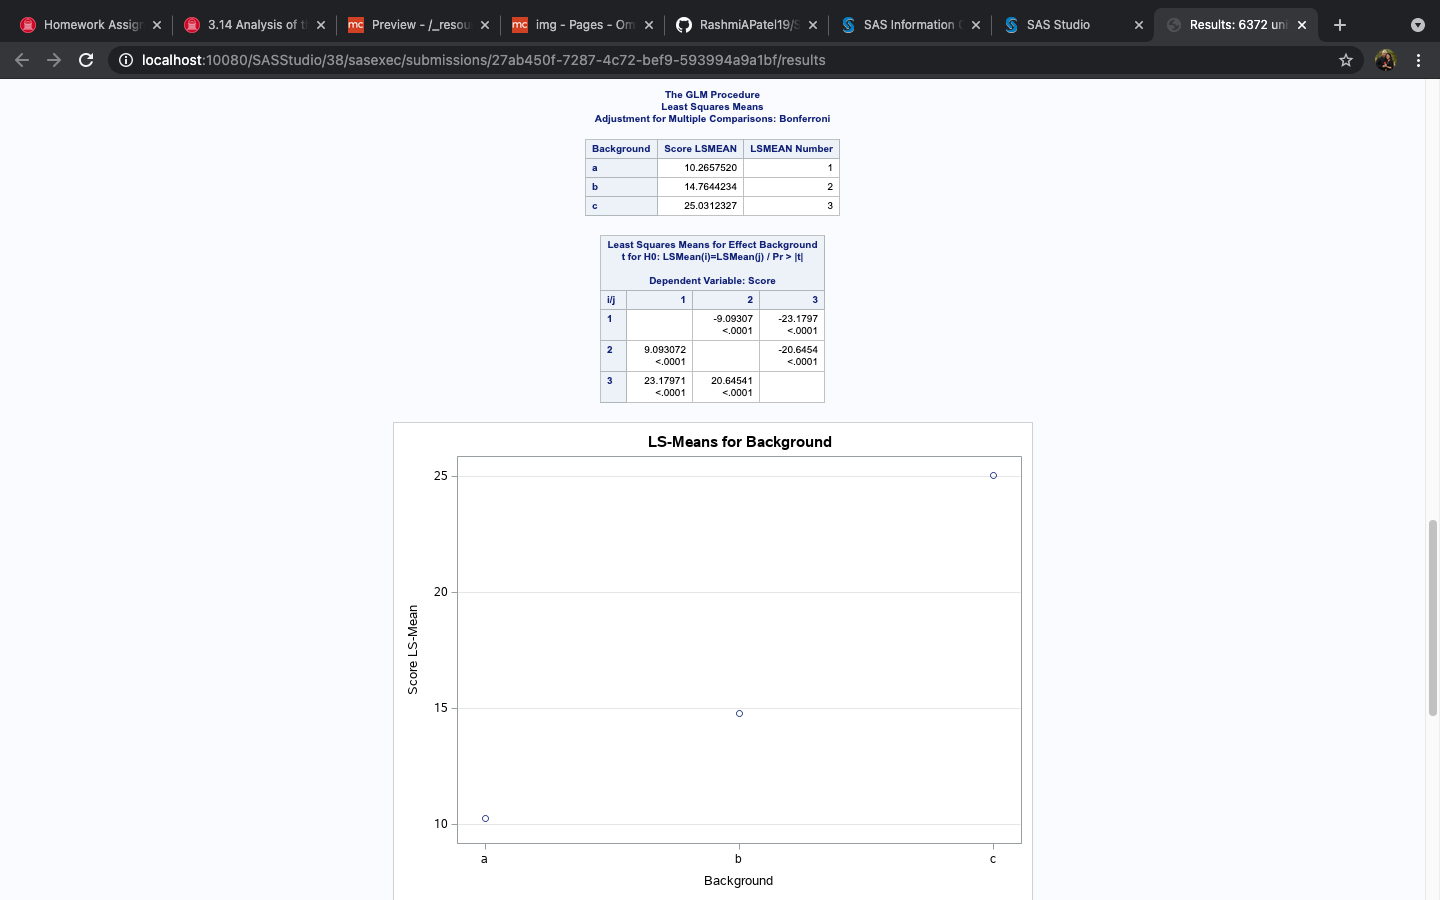 Homework Assign
3.14 Analysis of t
mc Preview - /_resou
mc img - Pages - Om
RashmiAPatel19/S
SAS Information
SAS Studio
Results: 6372 uni
localhost:10080/SASStudio/38/sasexec/submissions/27ab450f-7287-4c72-bef9-593994a9a1bf/results
The GLM Procedure
Least Squares Means
Adjustment for Multiple Comparisons: Bonferroni
Background Score LSMEAN LSMEAN Number
a 10.2657520 1
b 14.7644234 2
c 25.0312327 3
Least Squares Means for Effect Background
t for H0: LSMean(i)=LSMean(j) / Pr > |t|
Dependent Variable: Score
i/j 1 2 3
1 -9.09307 -23.1797
<.0001 <.0001
2 9.093072 -20.6454
<.0001 <.0001
3 23.17971 20.64541
<.0001 <.0001
LS-Means for Background
25
20
15
10
Score LS-Mean
a b c
Background